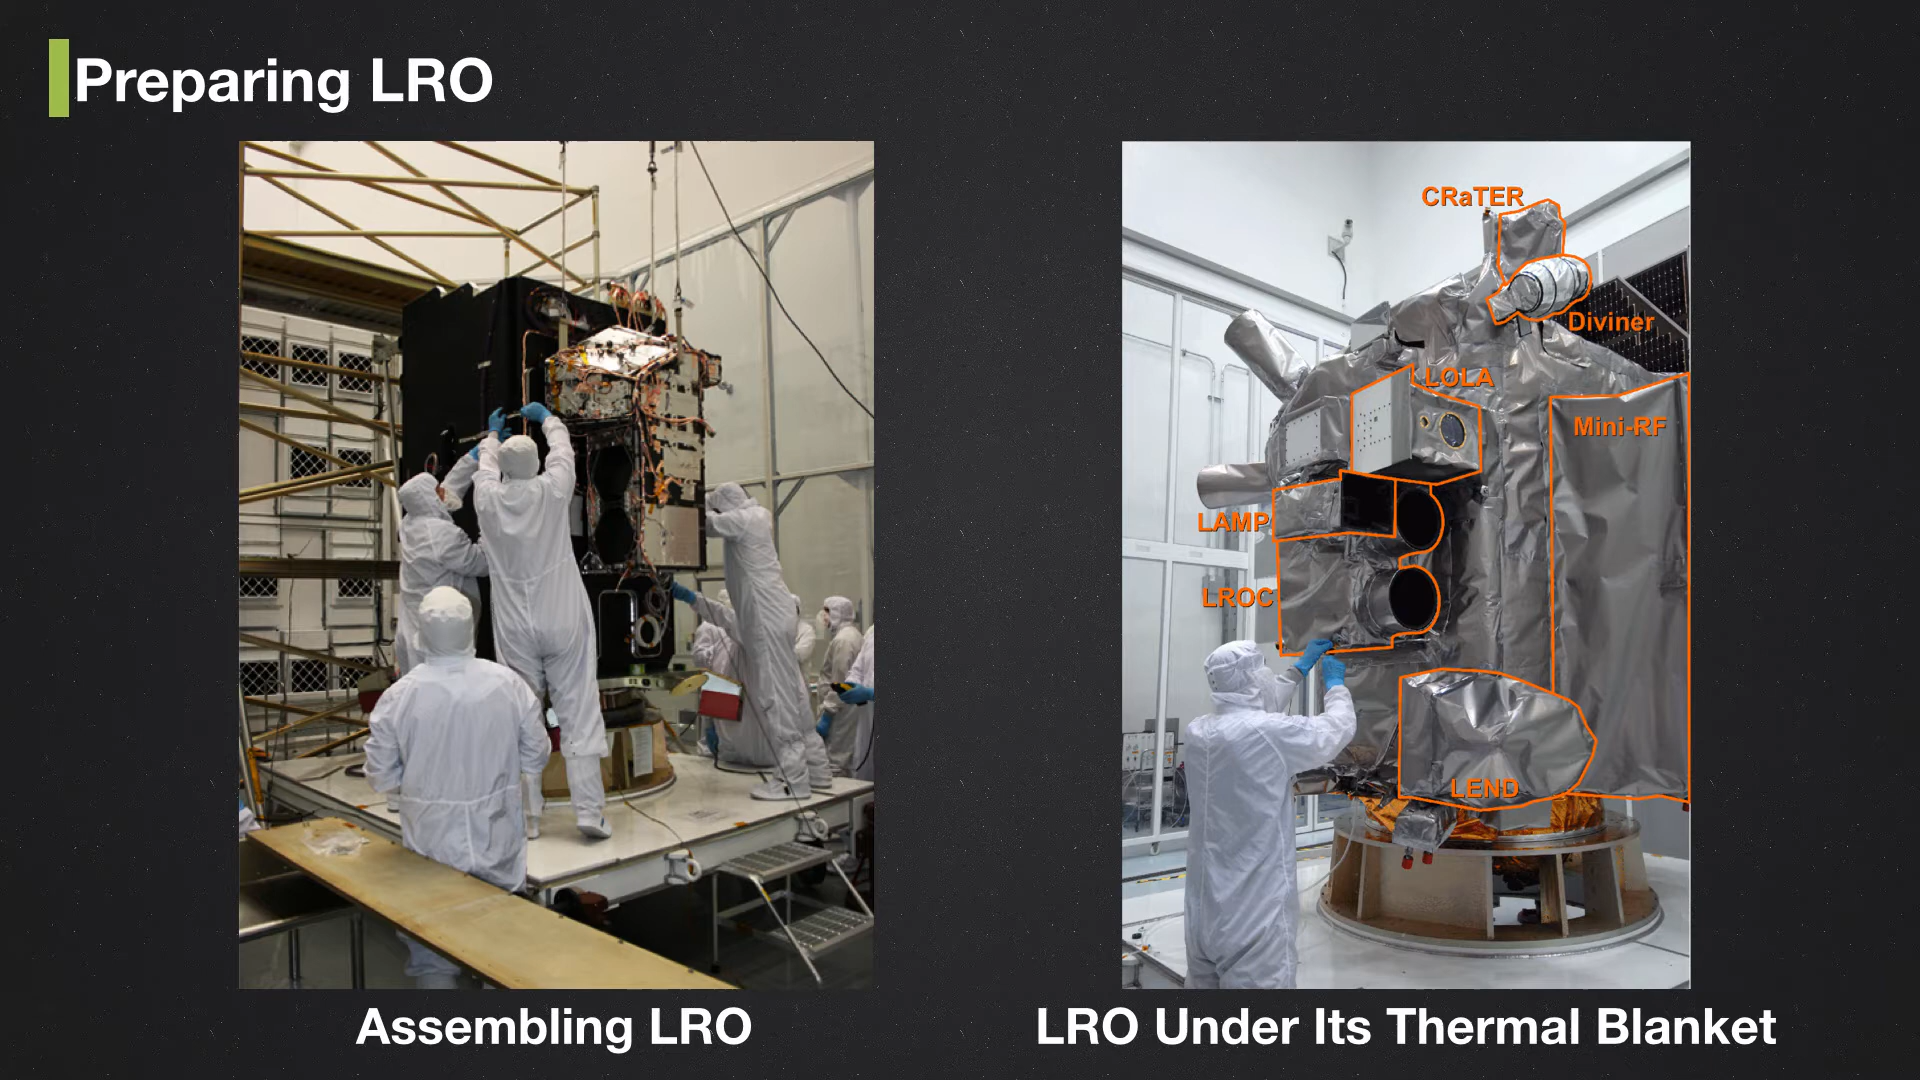 Preparing LRO
CRaTER
Diviner
LOLA
Mini-RF
LAMP
LROC
LEND
Assembling LRO
LRO Under Its Thermal Blanket